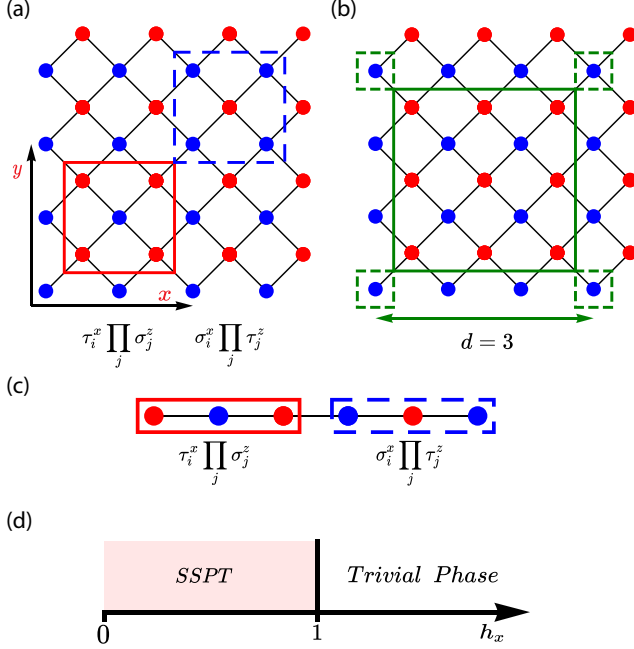 (a)
(b)
y
x
τ_i^x ∏_j σ_j^z
σ_i^x ∏_j τ_j^z
d = 3
(c)
τ_i^x ∏_j σ_j^z
σ_i^x ∏_j τ_j^z
(d)
SSPT
Trivial Phase
0
1
h_x